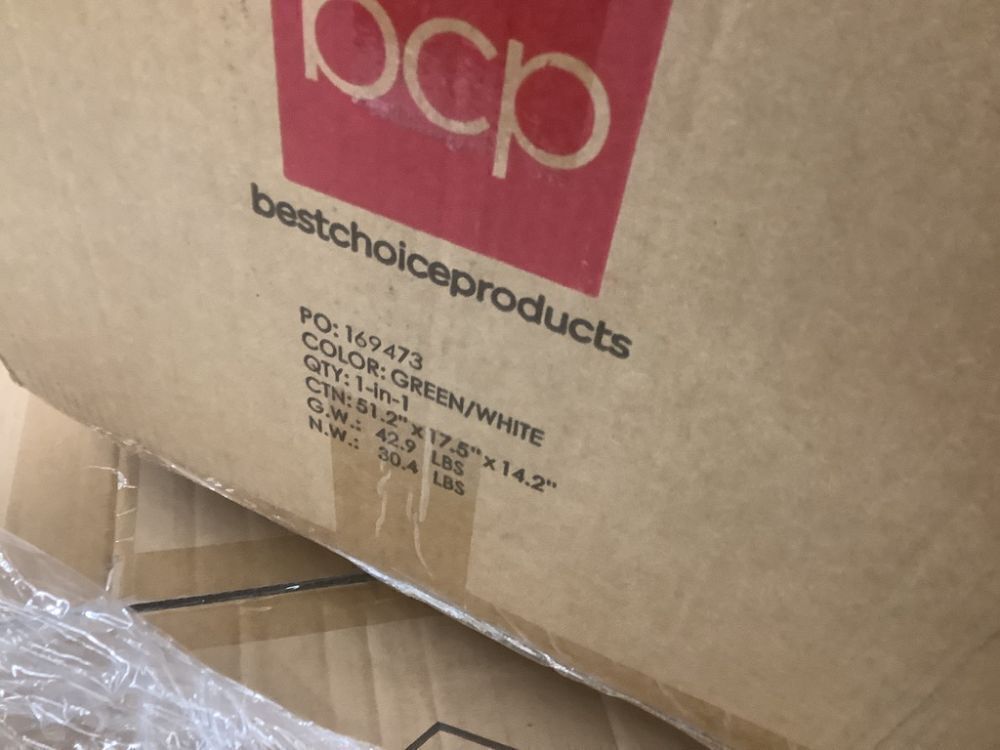 bcp
bestchoiceproducts
PO: 169473
COLOR: GREEN/WHITE
QTY: 1-in-1
CTN: 51.2" x 17.5" x 14.2"
G.W.: 42.9 LBS
N.W.: 30.4 LBS